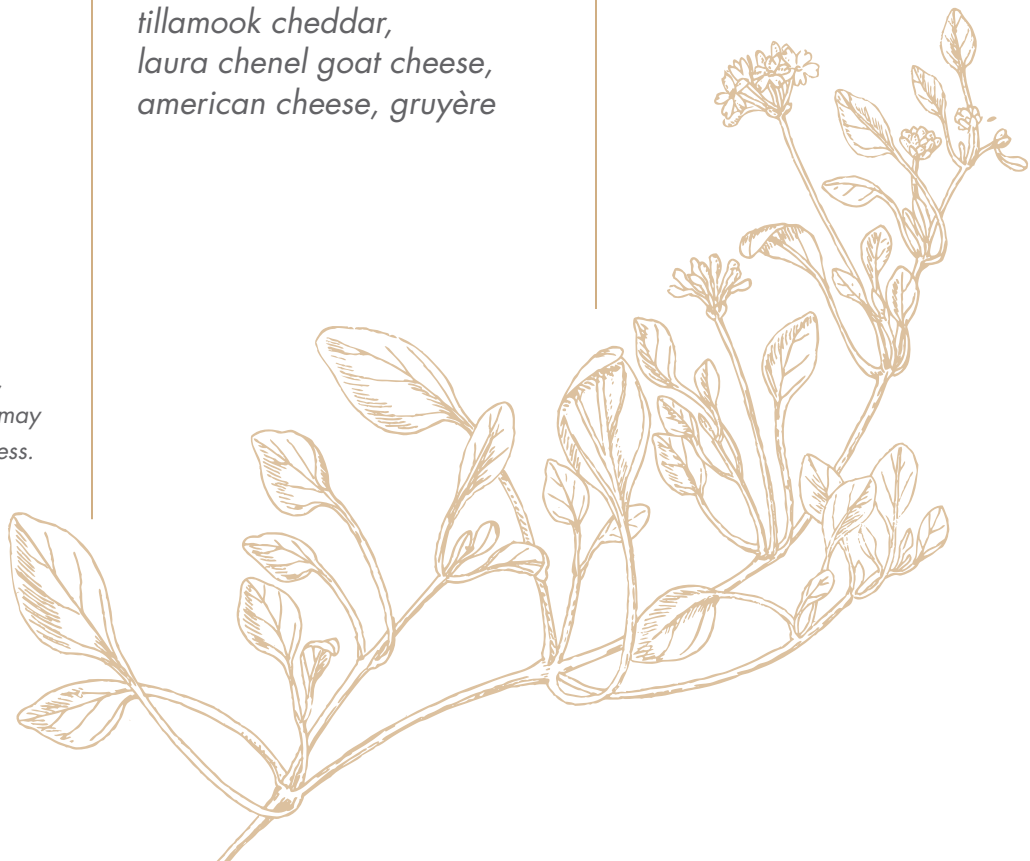 tillamook cheddar,
laura chenel goat cheese,
american cheese, gruyère
may
ess.